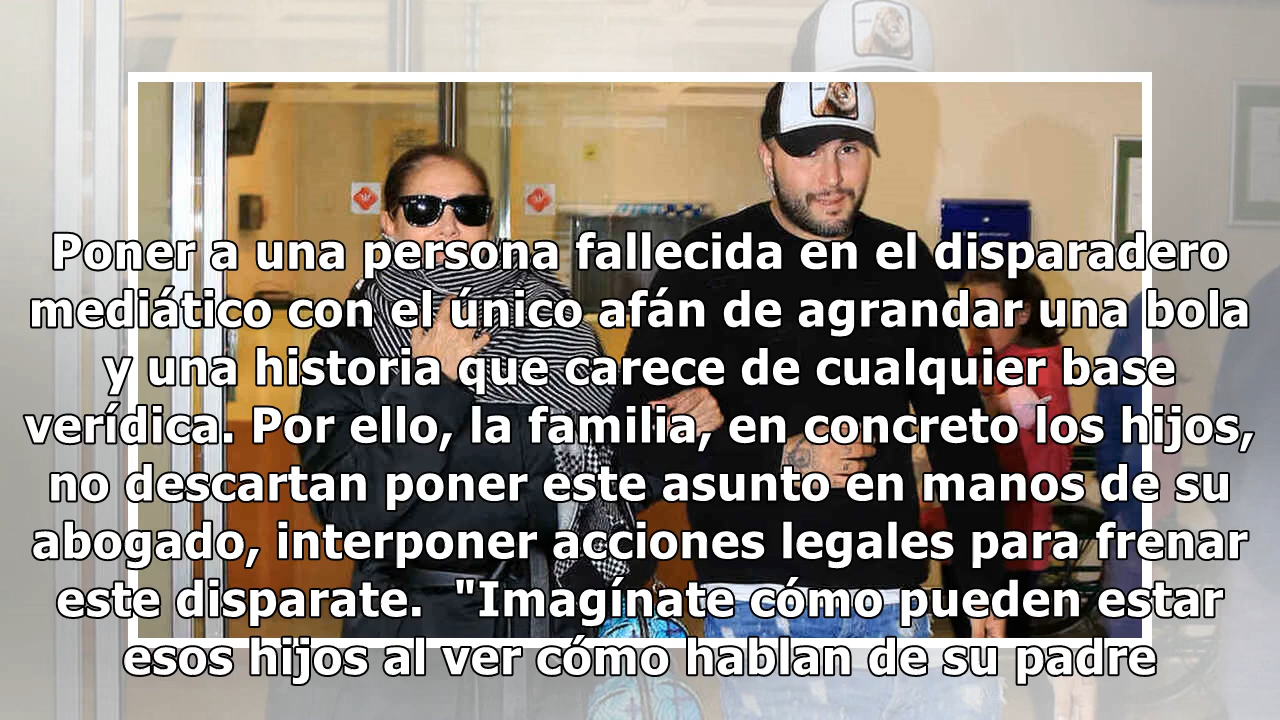 Poner a una persona fallecida en el disparadero
mediático con el único afán de agrandar una bola
y una historia que carece de cualquier base
verídica. Por ello, la familia, en concreto los hijos,
no descartan poner este asunto en manos de su
abogado, interponer acciones legales para frenar
este disparate. "Imagínate cómo pueden estar
esos hijos al ver cómo hablan de su padre